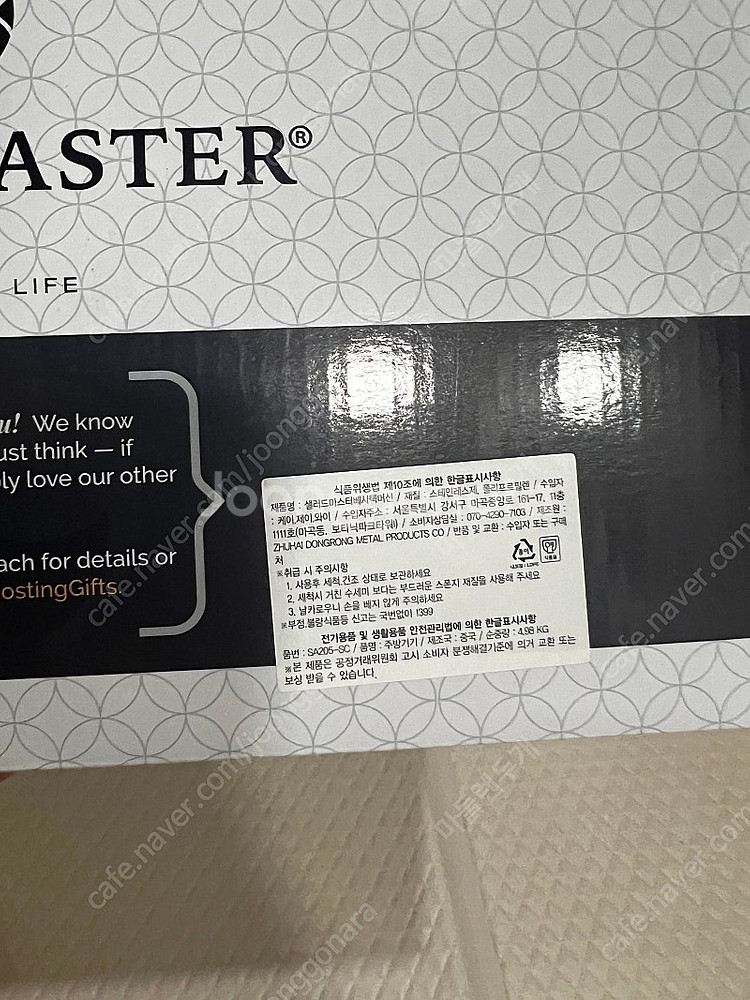 ASTER®
LIFE
u! We know
ust think — if
ly love our other
ach for details or
ostingGifts.
식품위생법 제10조에 의한 한글표시사항
제품명 : 샐러드마스터베사텍머신 / 재질 : 스테인레스제, 폴리프로필렌 / 수입자
: 케이,제이,와이 / 수입자주소 : 서울특별시 강서구 마곡중앙로 161-17, 11층
1111호(마곡동, 보타닉파크타워) / 소비자상담실 : 070-4290-7103 / 제조원 :
ZHUHAI DONGRONG METAL PRODUCTS CO / 반품 및 교환 : 수입자 또는 구매
처
※취급 시 주의사항
1. 사용후 세척,건조 상태로 보관하세요
2. 세척시 거친 수세미 보다는 부드러운 스폰지 재질을 사용해 주세요
3. 날카로우니 손을 베지 않게 주의하세요
※부정,불량식품등 신고는 국번없이 1399
종이
식품용
전기용품 및 생활용품 안전관리법에 의한 한글표시사항
품번 : SA205-SC / 품명 : 주방기기 / 제조국 : 중국 / 순중량 : 4.98 KG
※본 제품은 공정거래위원회 고시 소비자 분쟁해결기준에 의거 교환 또는
보상 받을 수 있습니다.
cafe.naver.com/joonggonara